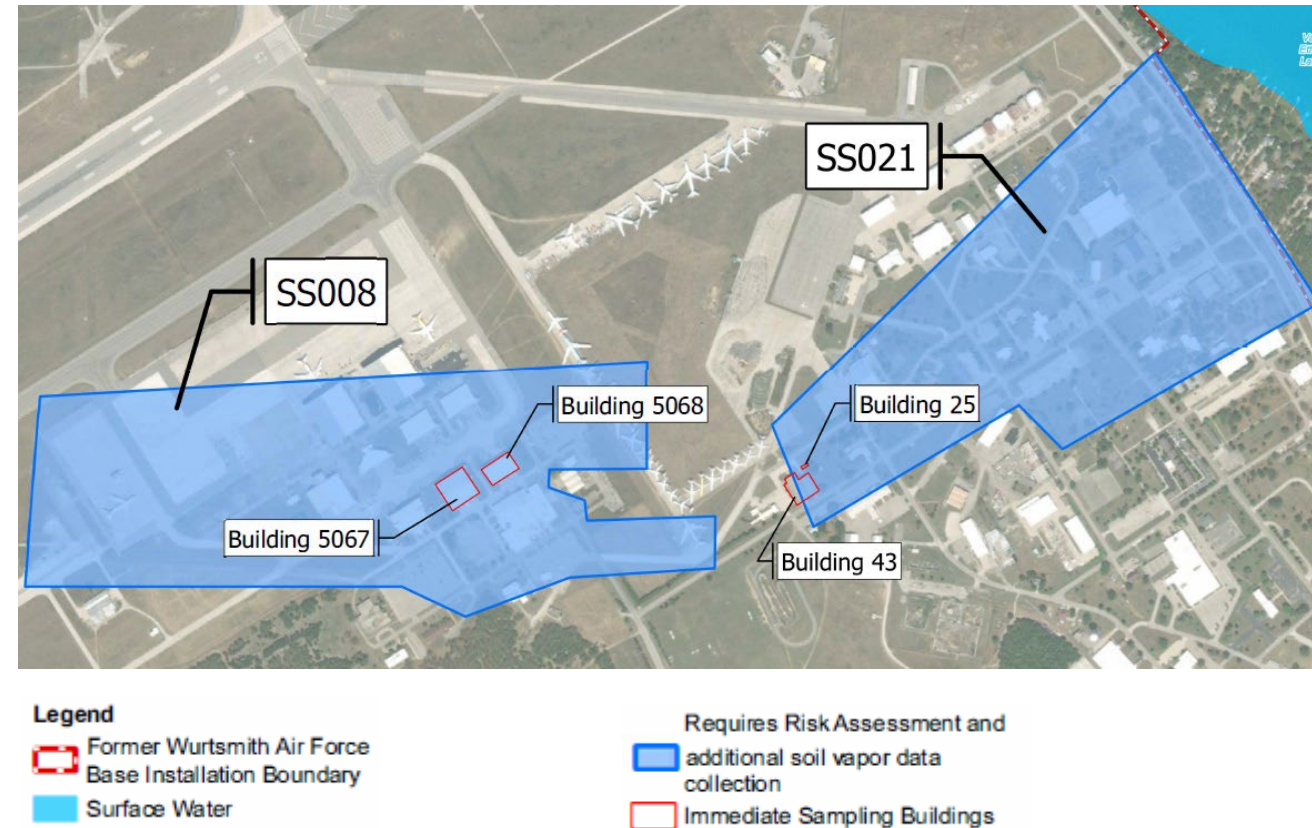 SS021
SS008
Building 5068
Building 25
Building 5067
Building 43
Legend
Former Wurtsmith Air Force
Base Installation Boundary
Surface Water
Requires Risk Assessment and
additional soil vapor data
collection
Immediate Sampling Buildings